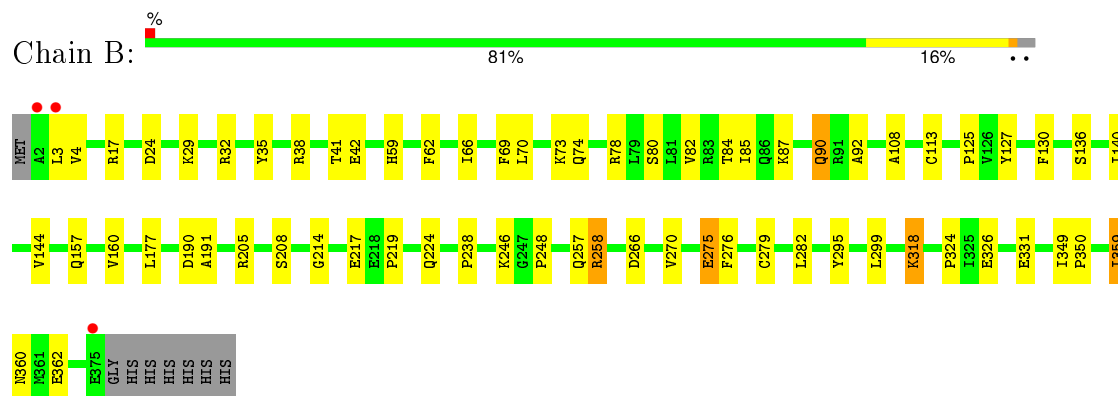 %
Chain B:
81% 16% • •
MET A2 L3 V4 R17 D24 K29 R32 Y35 R38 T41 E42 H59 F62 I66 F69 L70 K73 Q74 R78 L79 S80 L81 V82 R83 T84 I85 Q86 K87 Q90 R91 A92 A108 C113 P125 V126 Y127 F130 S136 I140
V144 Q157 V160 L177 D190 A191 R205 S208 G214 E217 E218 P219 Q224 P238 K246 G247 P248 Q257 R258 D266 V270 E275 F276 C279 L282 Y295 L299 K318 P324 I325 E326 E331 I349 P350 I359
N360 M361 E362 E375 GLY HIS HIS HIS HIS HIS HIS